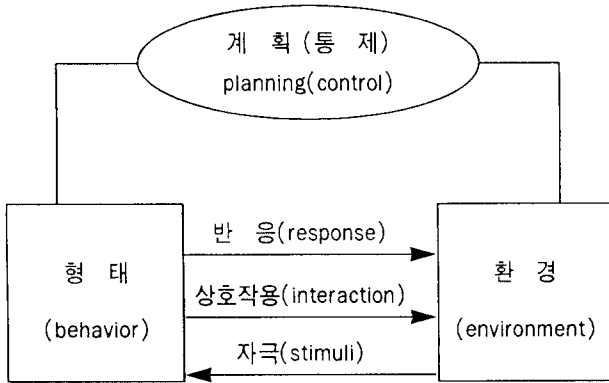 계 획 (통 제)
planning(control)
반 응(response)
형 태
(behavior)
상호작용(interaction)
환 경
(environment)
자극(stimuli)